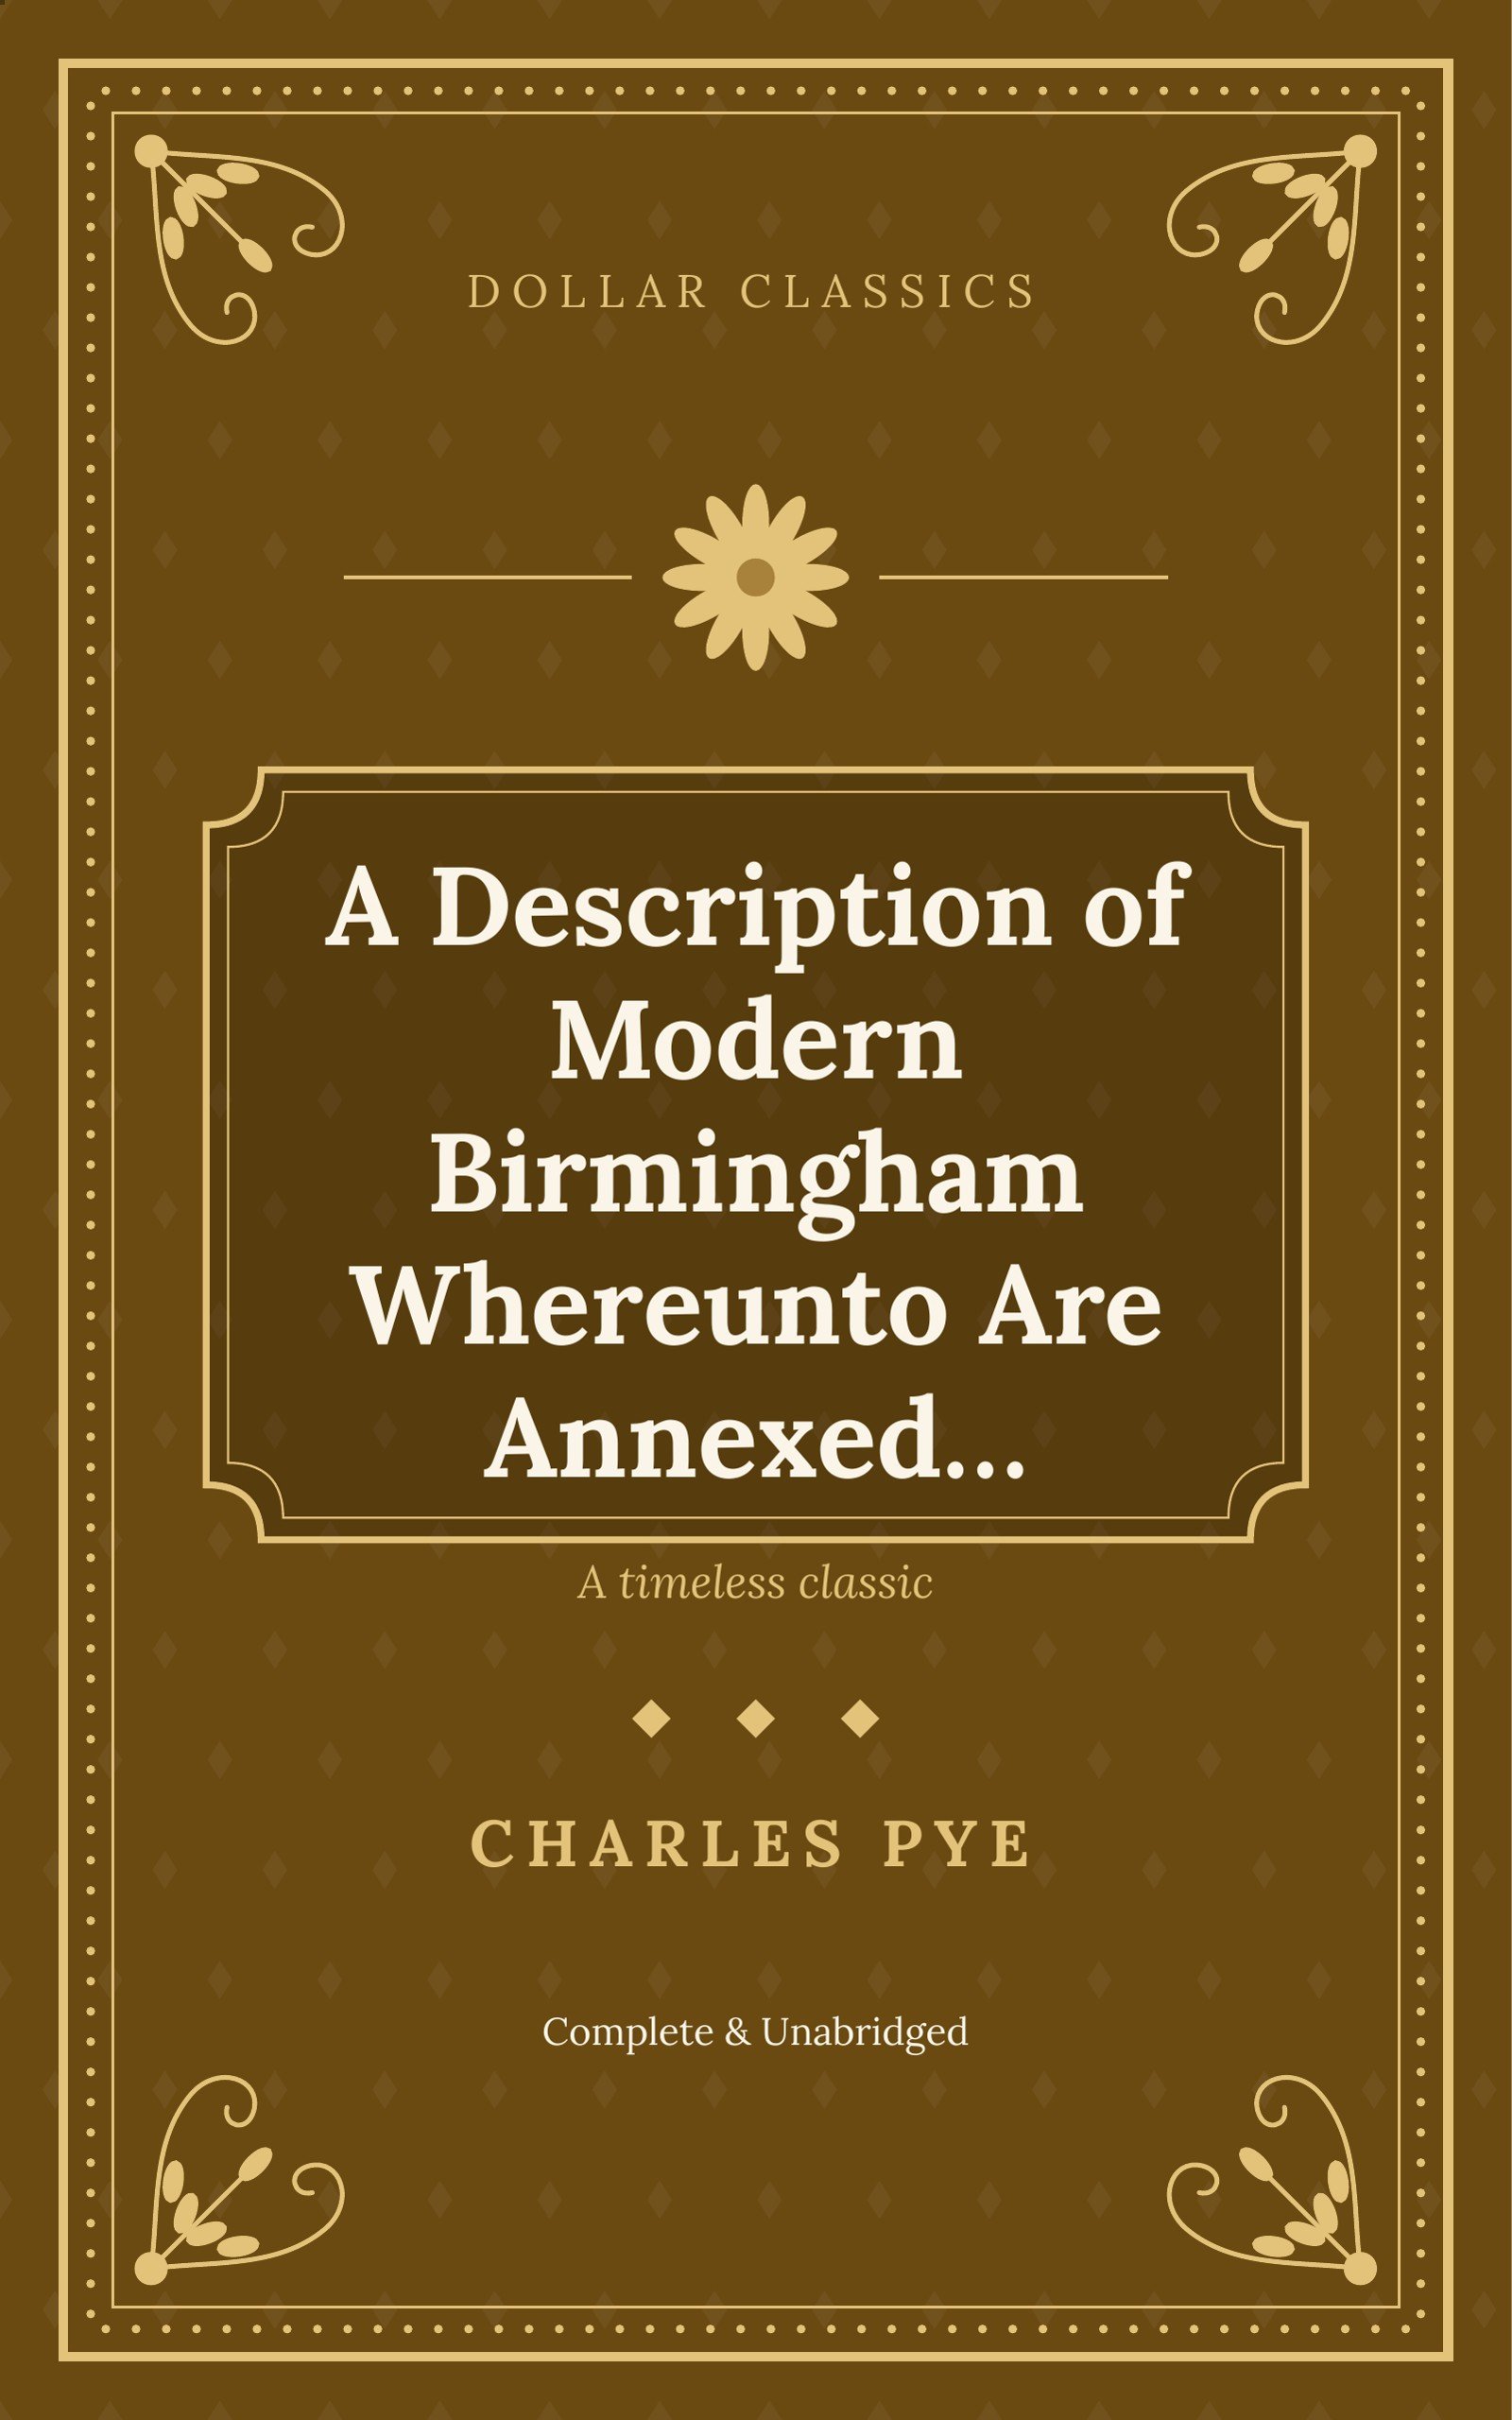 DOLLAR CLASSICS
A Description of
Modern
Birmingham
Whereunto Are
Annexed...
A timeless classic
CHARLES PYE
Complete & Unabridged